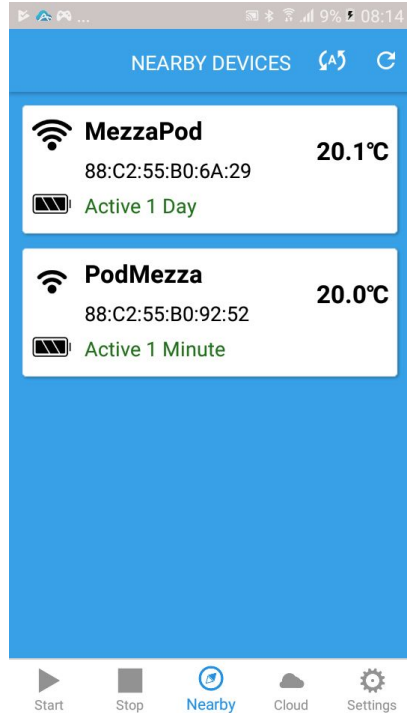 ... 9% 08:14
NEARBY DEVICES A
MezzaPod
20.1℃
88:C2:55:B0:6A:29
Active 1 Day
PodMezza
20.0℃
88:C2:55:B0:92:52
Active 1 Minute
Start Stop Nearby Cloud Settings